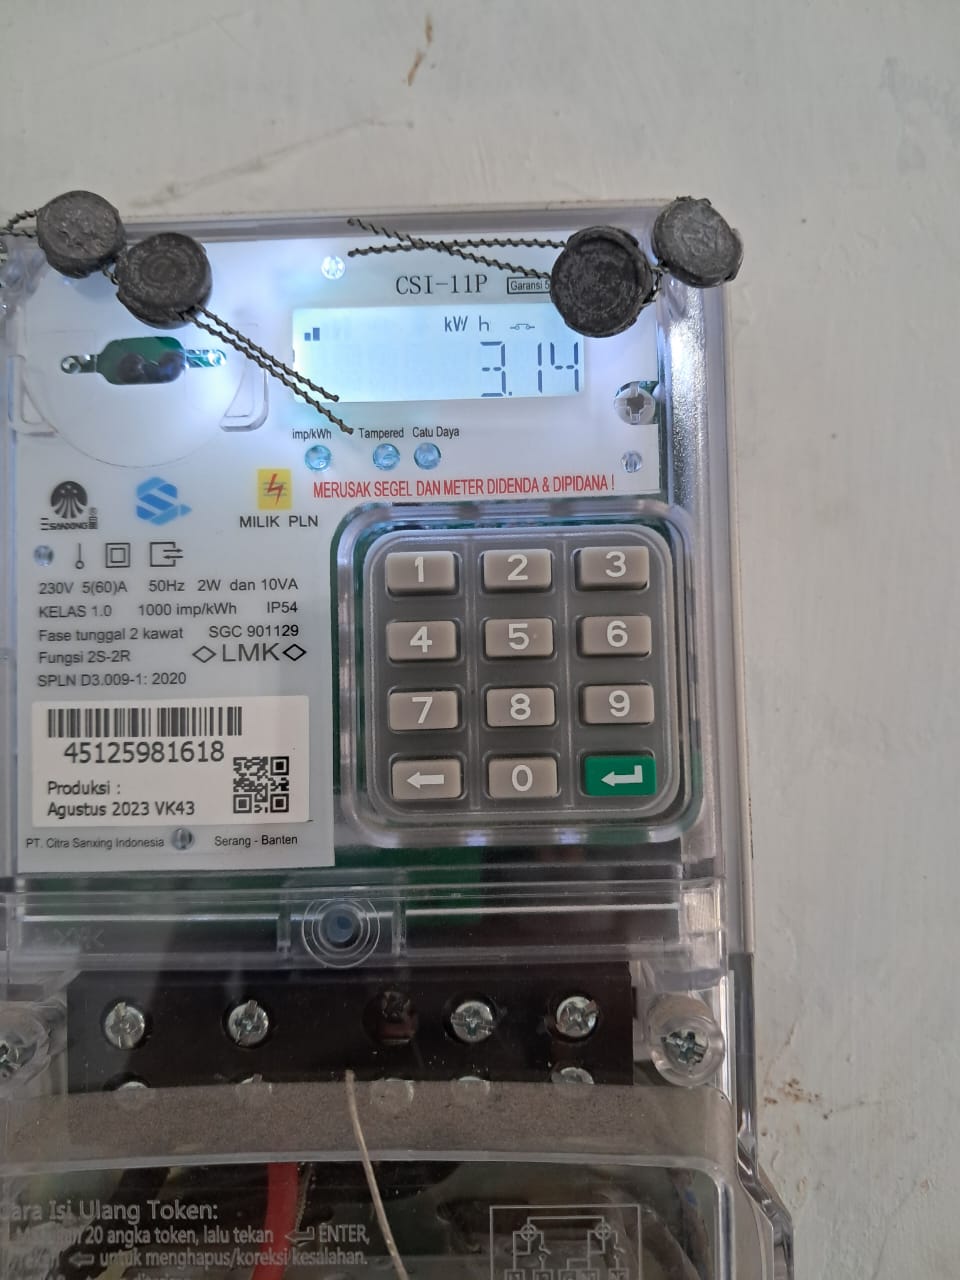 CSI-11P
Garansi 5
kW h
3.14
imp/kWh Tampered Catu Daya
MERUSAK SEGEL DAN METER DIDENDA & DIPIDANA !
SANXING
MILIK PLN
230V 5(60)A 50Hz 2W dan 10VA
KELAS 1.0 1000 imp/kWh IP54
Fase tunggal 2 kawat SGC 901129
Fungsi 2S-2R LMK
SPLN D3.009-1: 2020
45125981618
Produksi :
Agustus 2023 VK43
PT. Citra Sanxing Indonesia Serang - Banten
1 2 3
4 5 6
7 8 9
0
ara Isi Ulang Token:
20 angka token, lalu tekan ENTER,
untuk menghapus/koreksi/kesalahan.